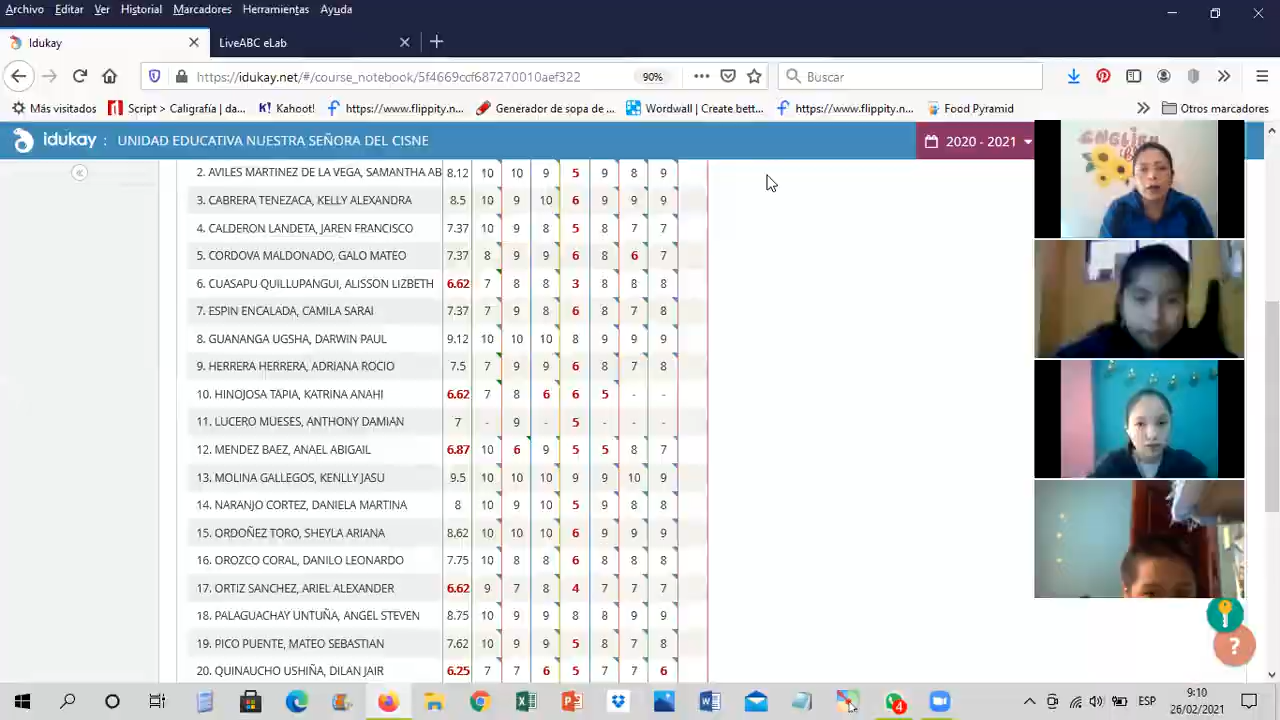 Archivo Editar Ver Historial Marcadores Herramientas Ayuda
Idukay
LiveABC eLab
https://idukay.net/#/course_notebook/5f4669ccf687270010aef322
90%
Buscar
Más visitados
Script > Caligrafía | da...
Kahoot!
https://www.flippity.n...
Generador de sopa de ...
Wordwall | Create bett...
https://www.flippity.n...
Food Pyramid
Otros marcadores
idukay : UNIDAD EDUCATIVA NUESTRA SEÑORA DEL CISNE
2020 - 2021
ENGLISH
2. AVILES MARTINEZ DE LA VEGA, SAMANTHA AB 8.12 10 10 9 5 9 8 9
3. CABRERA TENEZACA, KELLY ALEXANDRA 8.5 10 9 10 6 9 9 9
4. CALDERON LANDETA, JAREN FRANCISCO 7.37 10 9 8 5 8 7 7
5. CORDOVA MALDONADO, GALO MATEO 7.37 8 9 9 6 8 6 7
6. CUASAPU QUILLUPANGUI, ALISSON LIZBETH 6.62 7 8 8 3 8 8 8
7. ESPIN ENCALADA, CAMILA SARAI 7.37 7 9 8 6 8 7 8
8. GUANANGA UGSHA, DARWIN PAUL 9.12 10 10 10 8 9 9 9
9. HERRERA HERRERA, ADRIANA ROCIO 7.5 7 9 9 6 8 7 8
10. HINOJOSA TAPIA, KATRINA ANAHI 6.62 7 8 6 6 5 - -
11. LUCERO MUESES, ANTHONY DAMIAN 7 - 9 - 5 - - -
12. MENDEZ BAEZ, ANAEL ABIGAIL 6.87 10 6 9 5 5 8 7
13. MOLINA GALLEGOS, KENLLY JASU 9.5 10 10 10 9 9 10 9
14. NARANJO CORTEZ, DANIELA MARTINA 8 10 9 10 5 9 8 8
15. ORDOÑEZ TORO, SHEYLA ARIANA 8.62 10 10 10 6 9 9 9
16. OROZCO CORAL, DANILO LEONARDO 7.75 10 8 8 6 8 8 8
17. ORTIZ SANCHEZ, ARIEL ALEXANDER 6.62 9 7 8 4 7 7 7
18. PALAGUACHAY UNTUÑA, ANGEL STEVEN 8.75 10 9 9 8 8 9 9
19. PICO PUENTE, MATEO SEBASTIAN 7.62 10 9 9 5 8 7 8
20. QUINAUCHO USHIÑA, DILAN JAIR 6.25 7 7 6 5 7 7 6
?
4
ESP
9:10
26/02/2021